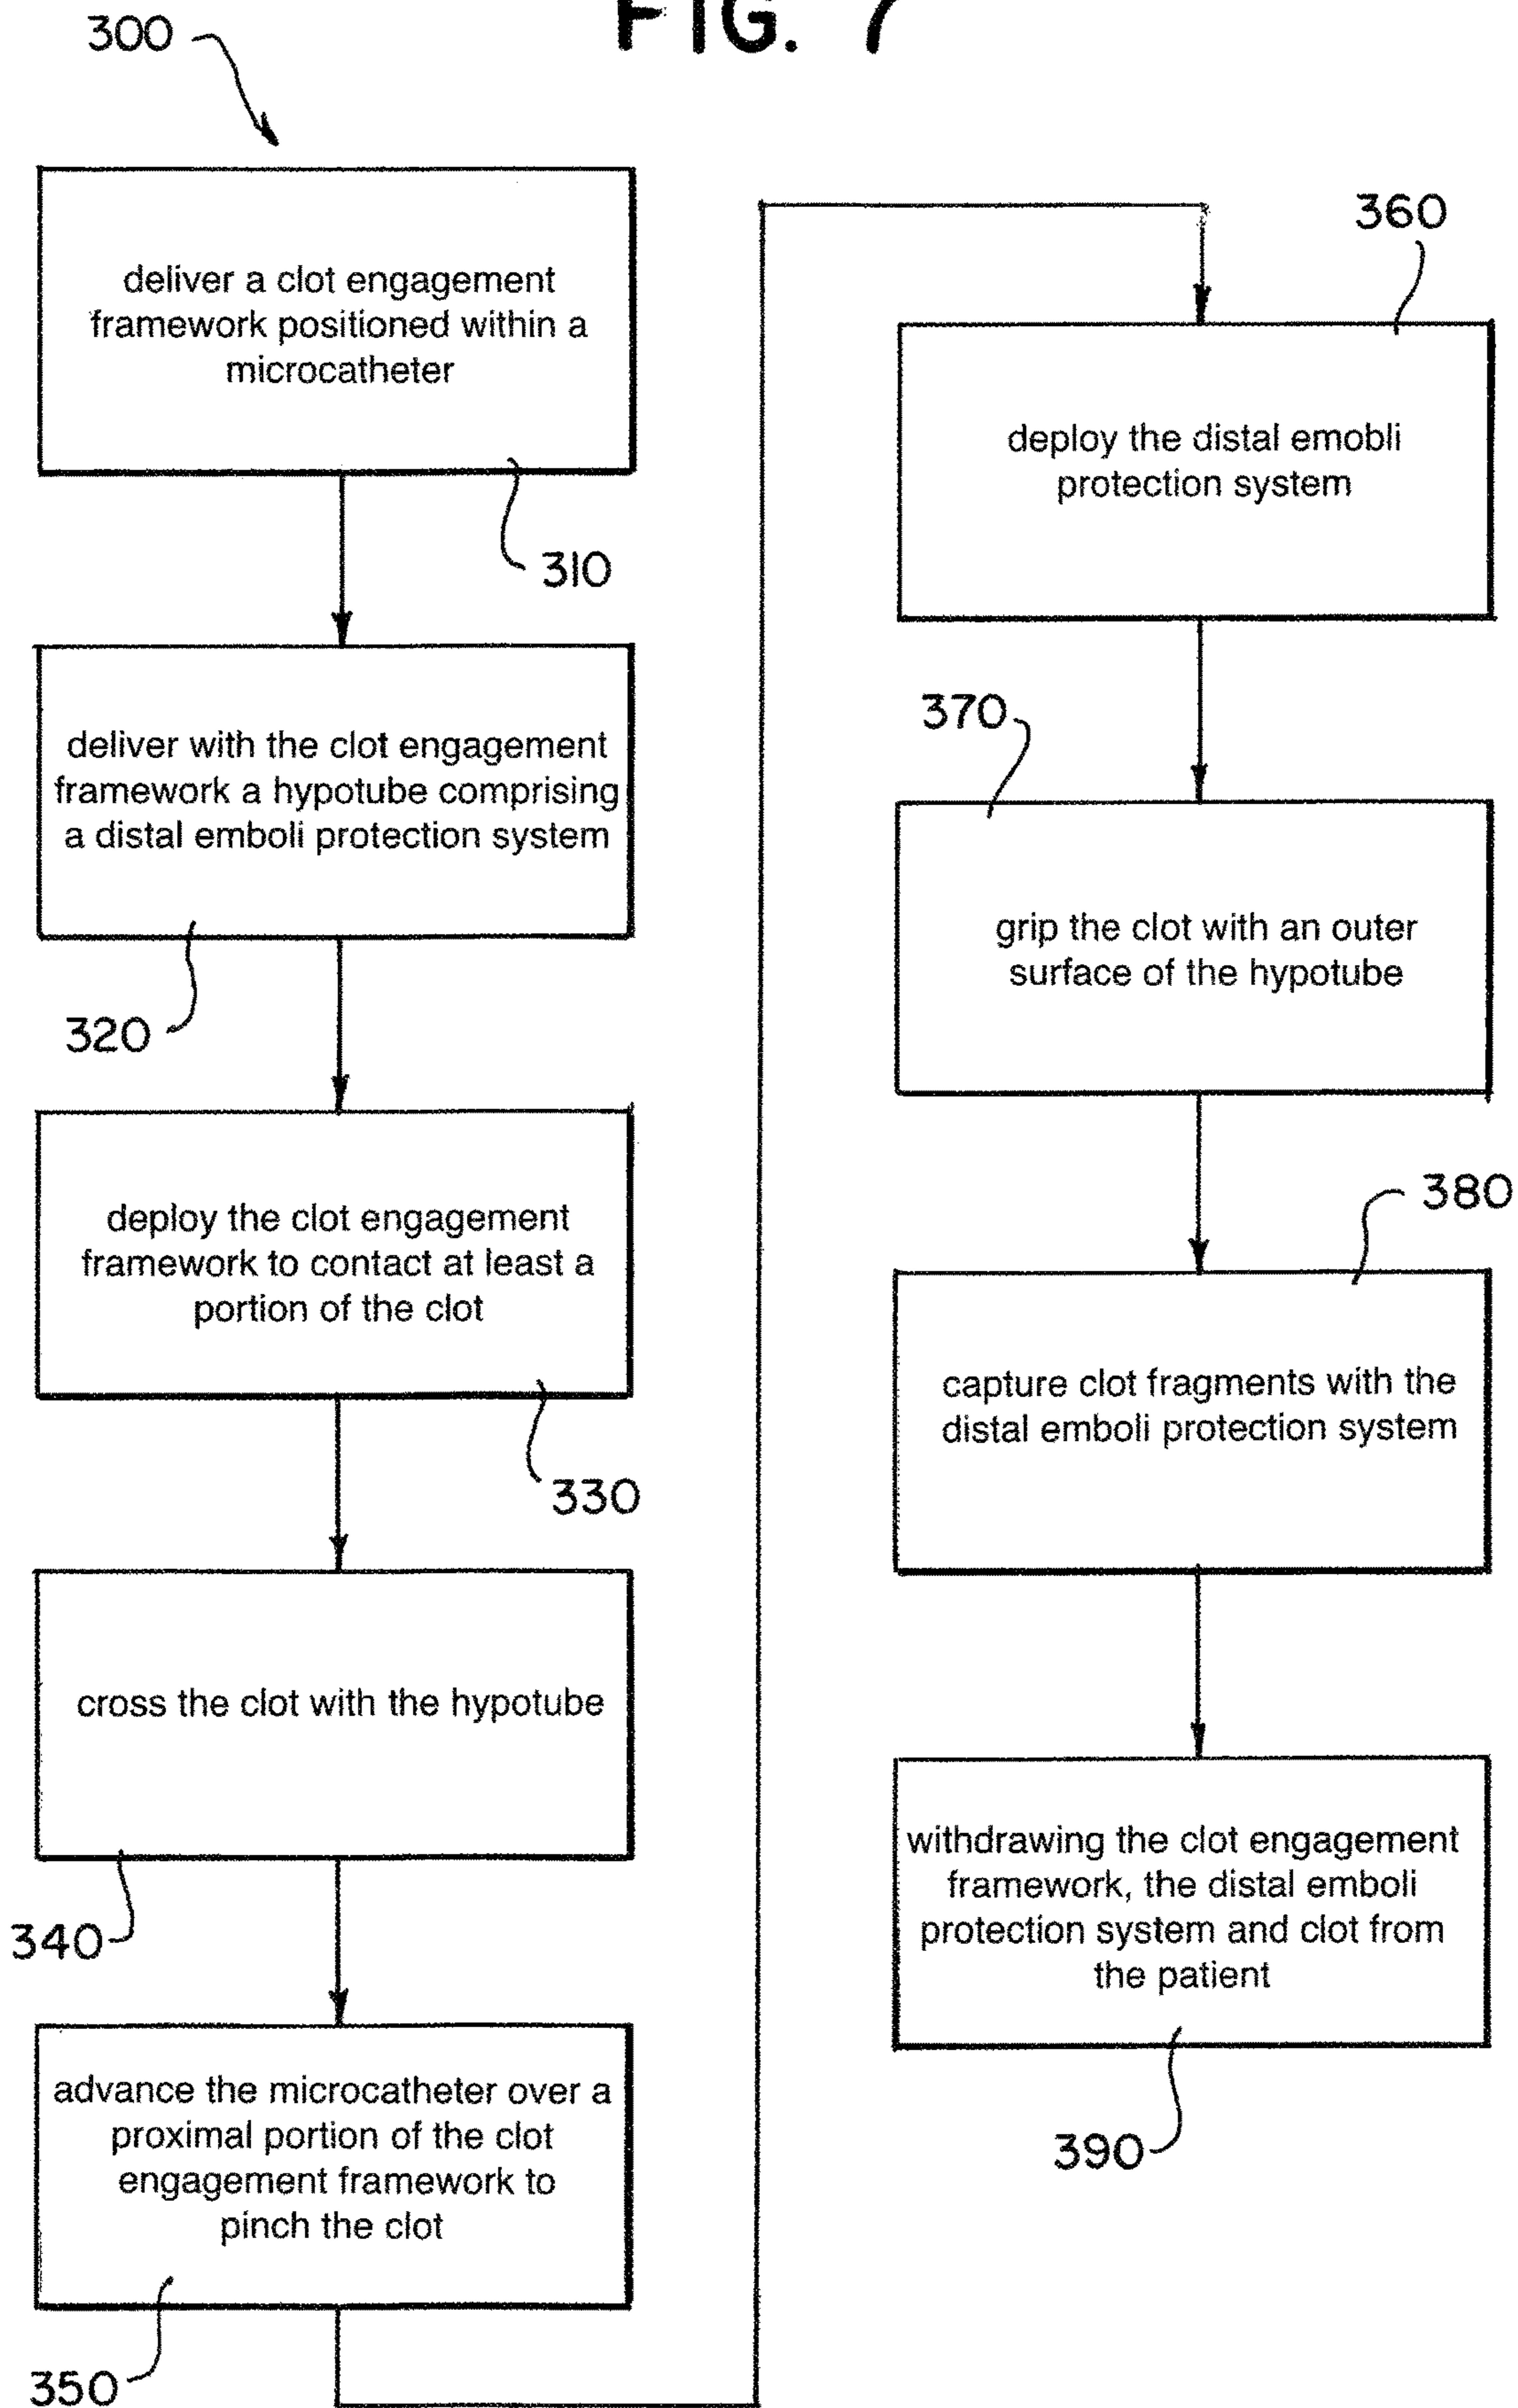 FIG. 7
300
deliver a clot engagement
framework positioned within a
microcatheter
310
deliver with the clot engagement
framework a hypotube comprising
a distal emboli protection system
320
deploy the clot engagement
framework to contact at least a
portion of the clot
330
cross the clot with the hypotube
340
advance the microcatheter over a
proximal portion of the clot
engagement framework to
pinch the clot
350
360
deploy the distal emobli
protection system
370
grip the clot with an outer
surface of the hypotube
380
capture clot fragments with the
distal emboli protection system
withdrawing the clot engagement
framework, the distal emboli
protection system and clot from
the patient
390